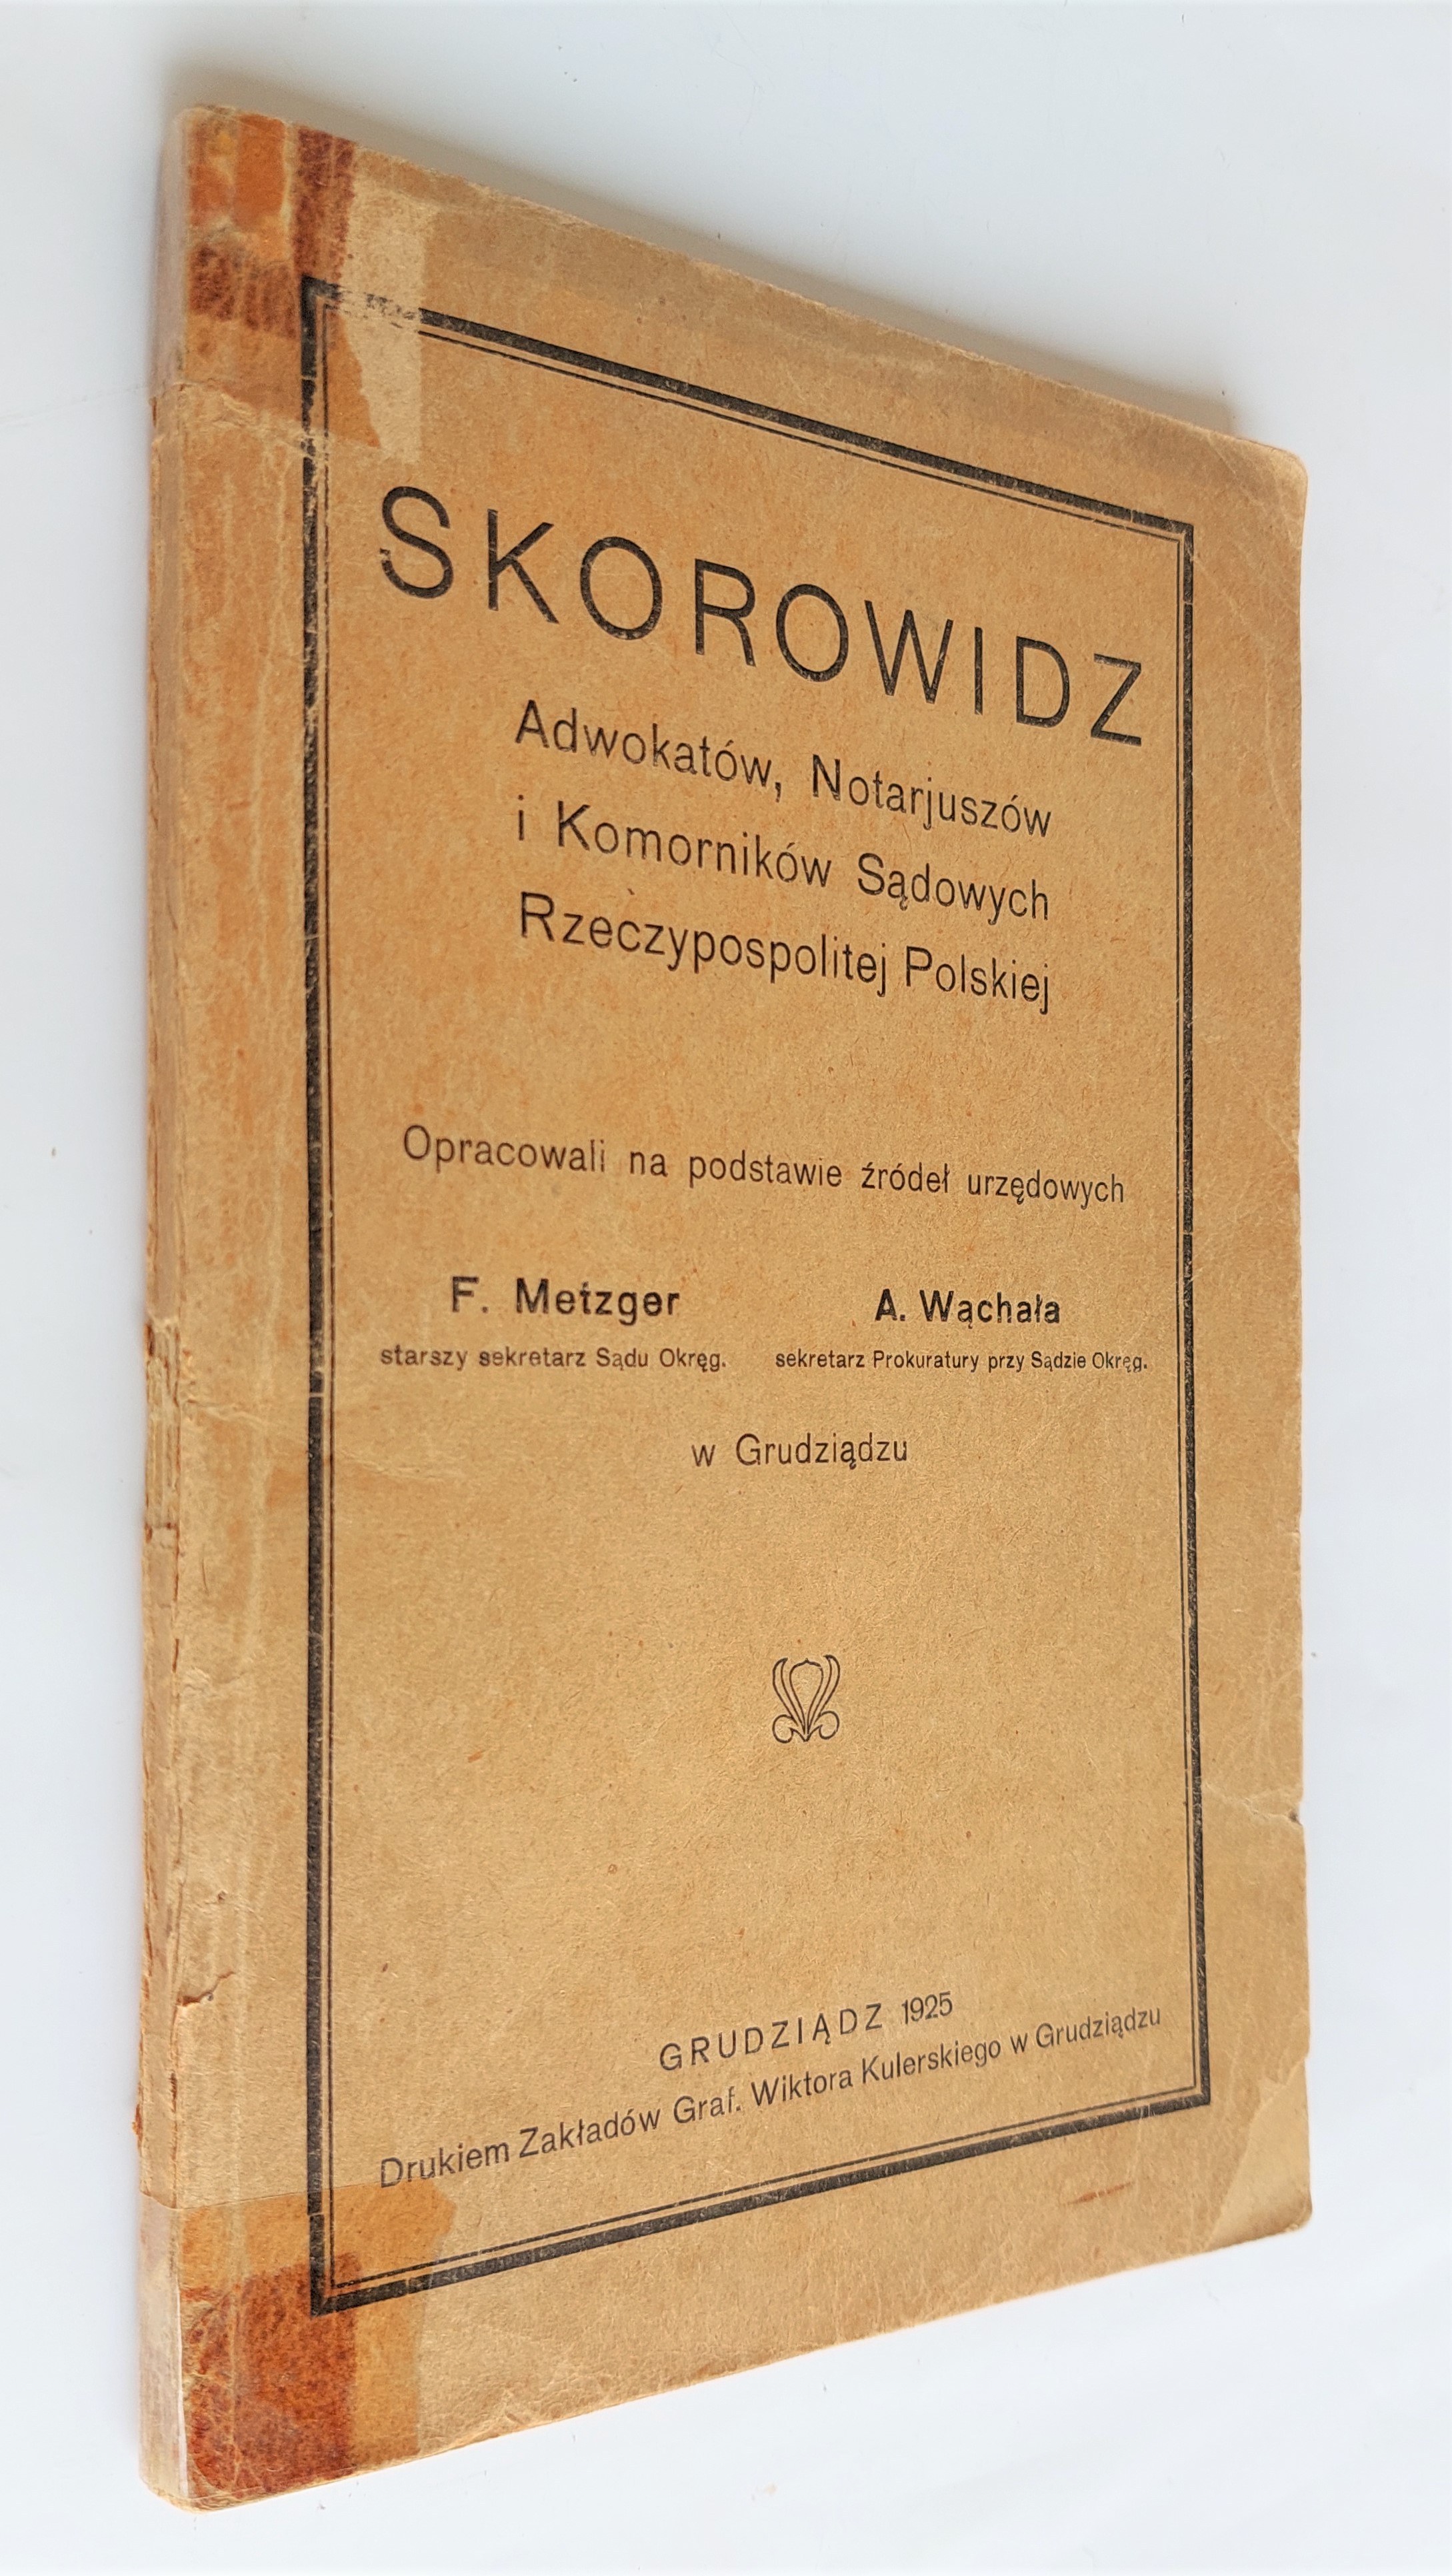 SKOROWIDZ
Adwokatów, Notarjuszów
i Komorników Sądowych
Rzeczypospolitej Polskiej
Opracowali na podstawie źródeł urzędowych
F. Metzger A. Wąchała
starszy sekretarz Sądu Okręg. sekretarz Prokuratury przy Sądzie Okręg.
w Grudziądzu
GRUDZIĄDZ 1925
Drukiem Zakładów Graf. Wiktora Kulerskiego w Grudziądzu